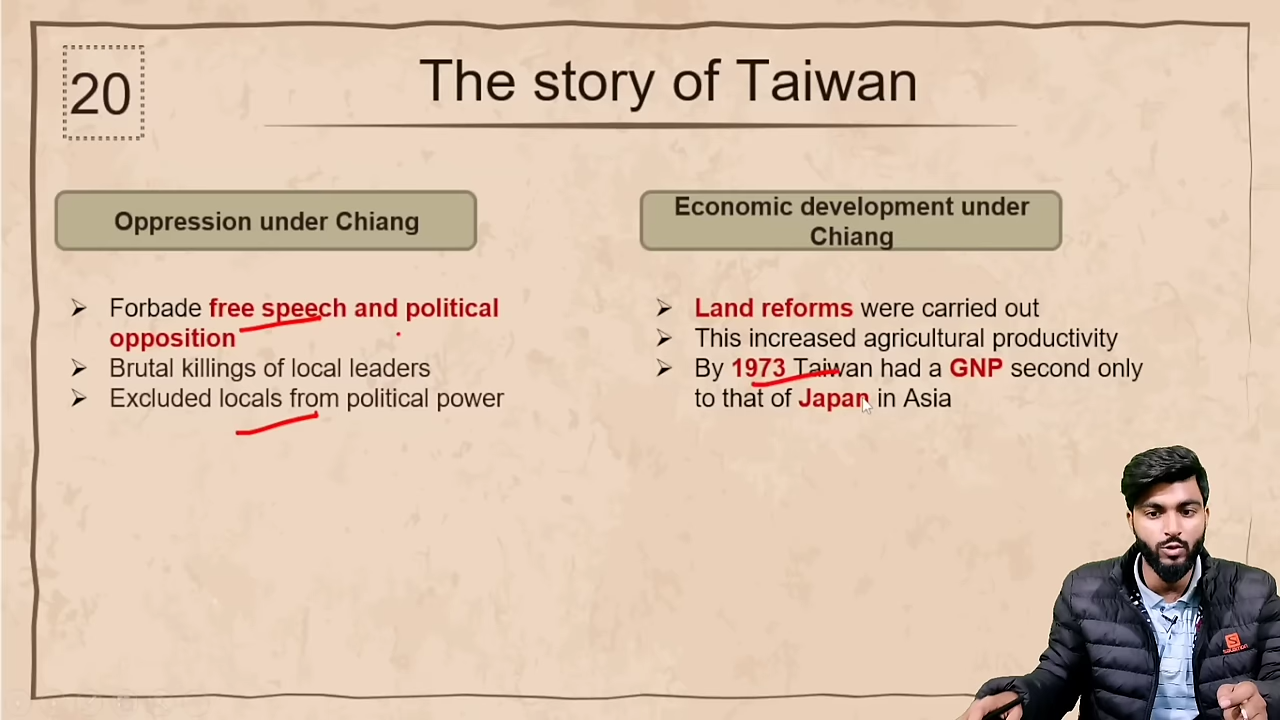 20
The story of Taiwan
Oppression under Chiang
Forbade free speech and political
opposition
Brutal killings of local leaders
Excluded locals from political power
Economic development under
Chiang
Land reforms were carried out
This increased agricultural productivity
By 1973 Taiwan had a GNP second only
to that of Japan in Asia